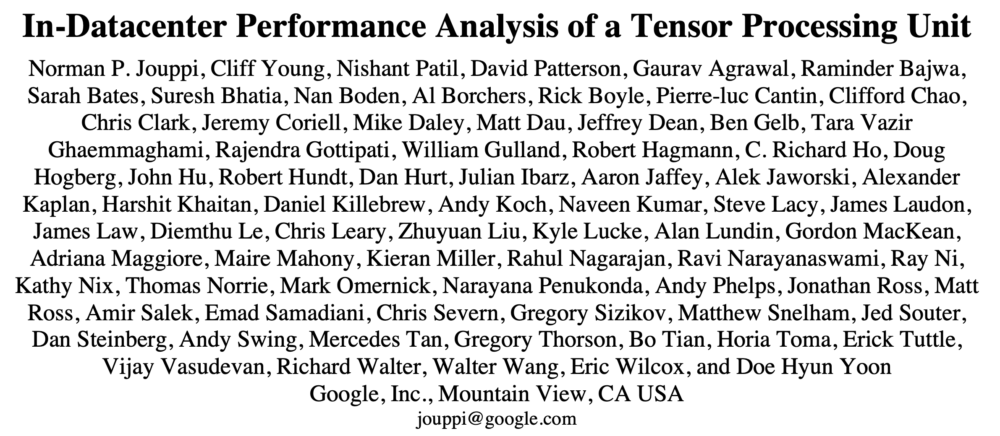 In-Datacenter Performance Analysis of a Tensor Processing Unit
Norman P. Jouppi, Cliff Young, Nishant Patil, David Patterson, Gaurav Agrawal, Raminder Bajwa,
Sarah Bates, Suresh Bhatia, Nan Boden, Al Borchers, Rick Boyle, Pierre-luc Cantin, Clifford Chao,
Chris Clark, Jeremy Coriell, Mike Daley, Matt Dau, Jeffrey Dean, Ben Gelb, Tara Vazir
Ghaemmaghami, Rajendra Gottipati, William Gulland, Robert Hagmann, C. Richard Ho, Doug
Hogberg, John Hu, Robert Hundt, Dan Hurt, Julian Ibarz, Aaron Jaffey, Alek Jaworski, Alexander
Kaplan, Harshit Khaitan, Daniel Killebrew, Andy Koch, Naveen Kumar, Steve Lacy, James Laudon,
James Law, Diemthu Le, Chris Leary, Zhuyuan Liu, Kyle Lucke, Alan Lundin, Gordon MacKean,
Adriana Maggiore, Maire Mahony, Kieran Miller, Rahul Nagarajan, Ravi Narayanaswami, Ray Ni,
Kathy Nix, Thomas Norrie, Mark Omernick, Narayana Penukonda, Andy Phelps, Jonathan Ross, Matt
Ross, Amir Salek, Emad Samadiani, Chris Severn, Gregory Sizikov, Matthew Snelham, Jed Souter,
Dan Steinberg, Andy Swing, Mercedes Tan, Gregory Thorson, Bo Tian, Horia Toma, Erick Tuttle,
Vijay Vasudevan, Richard Walter, Walter Wang, Eric Wilcox, and Doe Hyun Yoon
Google, Inc., Mountain View, CA USA
jouppi@google.com